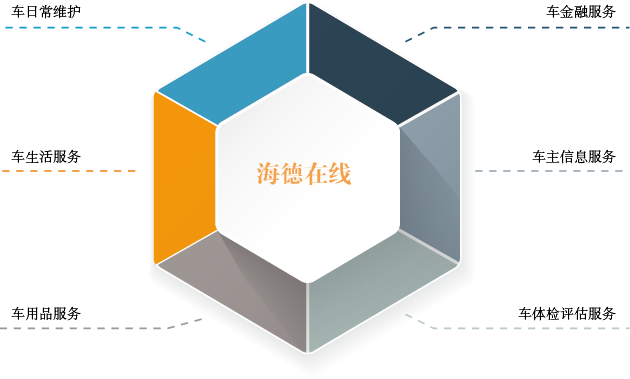 车日常维护
车金融服务
车生活服务
海德在线
车主信息服务
车用品服务
车体检评估服务